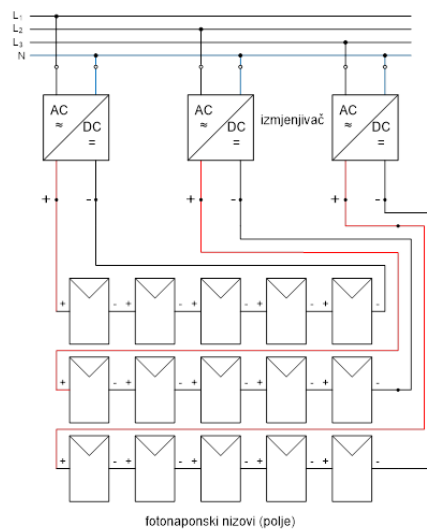 L₁
L₂
L₃
N
AC ≈ DC =
AC ≈ DC =
izmjenjivač
AC ≈ DC =
+ - + - + -
+ - + - + - + - + -
+ - + - + - + - + -
+ - + - + - + - + -
fotonaponski nizovi (polje)